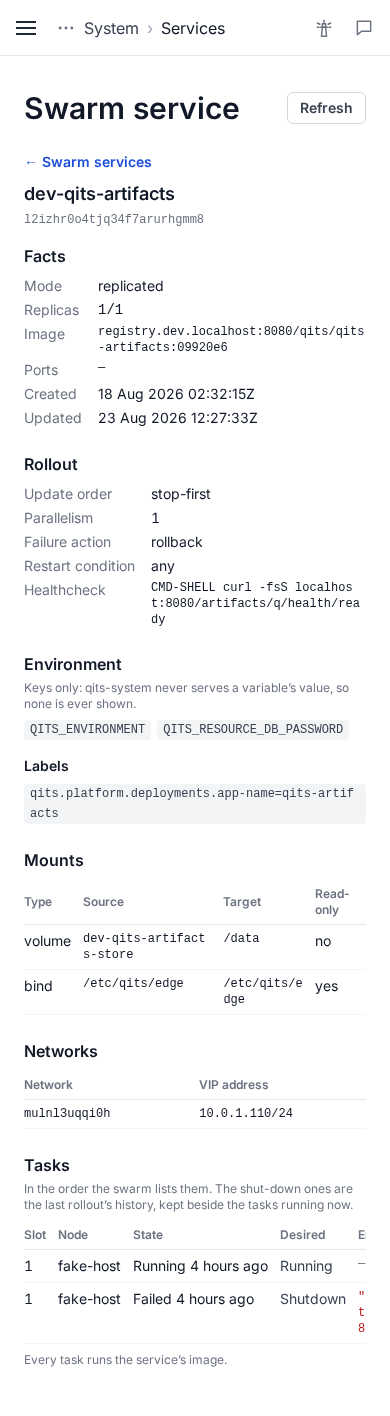 ··· System › Services
Swarm service
Refresh
← Swarm services
dev-qits-artifacts
l2izhr0o4tjq34f7arurhgmm8
Facts
Mode replicated
Replicas 1/1
Image registry.dev.localhost:8080/qits/qits
-artifacts:09920e6
Ports —
Created 18 Aug 2026 02:32:15Z
Updated 23 Aug 2026 12:27:33Z
Rollout
Update order stop-first
Parallelism 1
Failure action rollback
Restart condition any
Healthcheck CMD-SHELL curl -fsS localhos
t:8080/artifacts/q/health/rea
dy
Environment
Keys only: qits-system never serves a variable’s value, so
none is ever shown.
QITS_ENVIRONMENT QITS_RESOURCE_DB_PASSWORD
Labels
qits.platform.deployments.app-name=qits-artif
acts
Mounts
Type Source Target Read-
only
volume dev-qits-artifact /data no
s-store
bind /etc/qits/edge /etc/qits/e yes
dge
Networks
Network VIP address
mulnl3uqqi0h 10.0.1.110/24
Tasks
In the order the swarm lists them. The shut-down ones are
the last rollout’s history, kept beside the tasks running now.
Slot Node State Desired
1 fake-host Running 4 hours ago Running —
1 fake-host Failed 4 hours ago Shutdown "
t
8
Every task runs the service’s image.